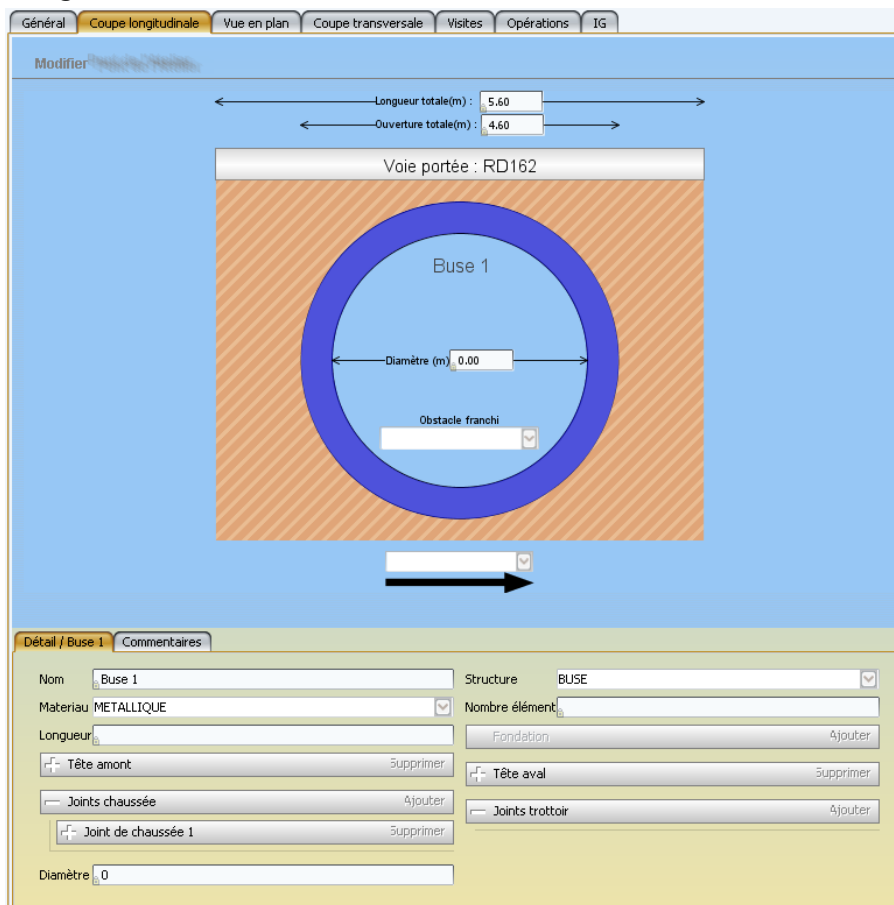 Général Coupe longitudinale Vue en plan Coupe transversale Visites Opérations IG
Modifier
Longueur totale(m) : 5.60
Ouverture totale(m) : 4.60
Voie portée : RD162
Buse 1
Diamètre (m) 0.00
Obstacle franchi
Détail / Buse 1 Commentaires
Nom Buse 1 Structure BUSE
Materiau METALLIQUE Nombre élément
Longueur Fondation Ajouter
Tête amont Supprimer Tête aval Supprimer
Joints chaussée Ajouter Joints trottoir Ajouter
Joint de chaussée 1 Supprimer
Diamètre 0